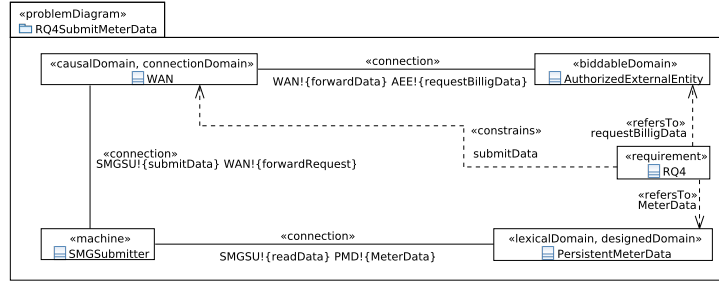 «problemDiagram»
RQ4SubmitMeterData
«causalDomain, connectionDomain»
WAN
«connection»
WAN!{forwardData} AEE!{requestBilligData}
«biddableDomain»
AuthorizedExternalEntity
«refersTo»
requestBilligData
«constrains»
submitData
«connection»
SMGSU!{submitData} WAN!{forwardRequest}
«requirement»
RQ4
«refersTo»
MeterData
«machine»
SMGSubmitter
«connection»
SMGSU!{readData} PMD!{MeterData}
«lexicalDomain, designedDomain»
PersistentMeterData